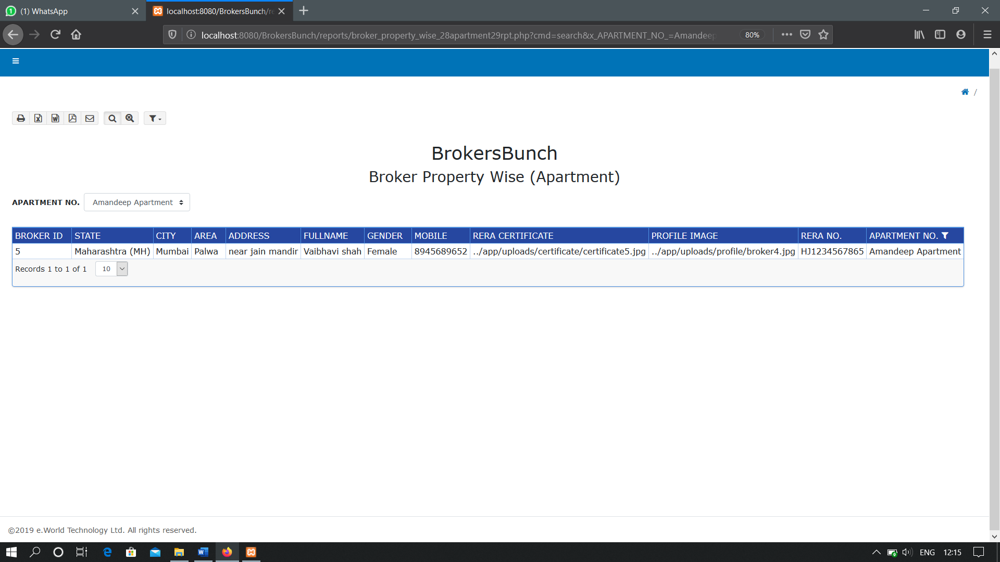 (1) WhatsApp
localhost:8080/BrokersBunch/re
localhost:8080/BrokersBunch/reports/broker_property_wise_28apartment29rpt.php?cmd=search&x_APARTMENT_NO_=Amandeep
80%
/
BrokersBunch
Broker Property Wise (Apartment)
APARTMENT NO. Amandeep Apartment
BROKER ID STATE CITY AREA ADDRESS FULLNAME GENDER MOBILE RERA CERTIFICATE PROFILE IMAGE RERA NO. APARTMENT NO.
5 Maharashtra (MH) Mumbai Palwa near jain mandir Vaibhavi shah Female 8945689652 ../app/uploads/certificate/certificate5.jpg ../app/uploads/profile/broker4.jpg HJ1234567865 Amandeep Apartment
Records 1 to 1 of 1 10
©2019 e.World Technology Ltd. All rights reserved.
ENG 12:15